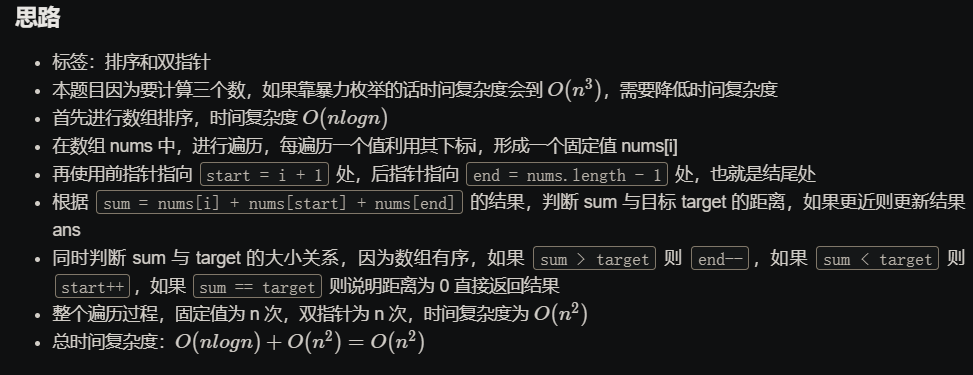 思路
• 标签：排序和双指针
• 本题目因为要计算三个数，如果靠暴力枚举的话时间复杂度会到 O(n³)，需要降低时间复杂度
• 首先进行数组排序，时间复杂度 O(nlogn)
• 在数组 nums 中，进行遍历，每遍历一个值利用其下标i，形成一个固定值 nums[i]
• 再使用前指针指向 start = i + 1 处，后指针指向 end = nums.length - 1 处，也就是结尾处
• 根据 sum = nums[i] + nums[start] + nums[end] 的结果，判断 sum 与目标 target 的距离，如果更近则更新结果
ans
• 同时判断 sum 与 target 的大小关系，因为数组有序，如果 sum > target 则 end-- ，如果 sum < target 则
start++ ，如果 sum == target 则说明距离为 0 直接返回结果
• 整个遍历过程，固定值为 n 次，双指针为 n 次，时间复杂度为 O(n²)
• 总时间复杂度：O(nlogn) + O(n²) = O(n²)